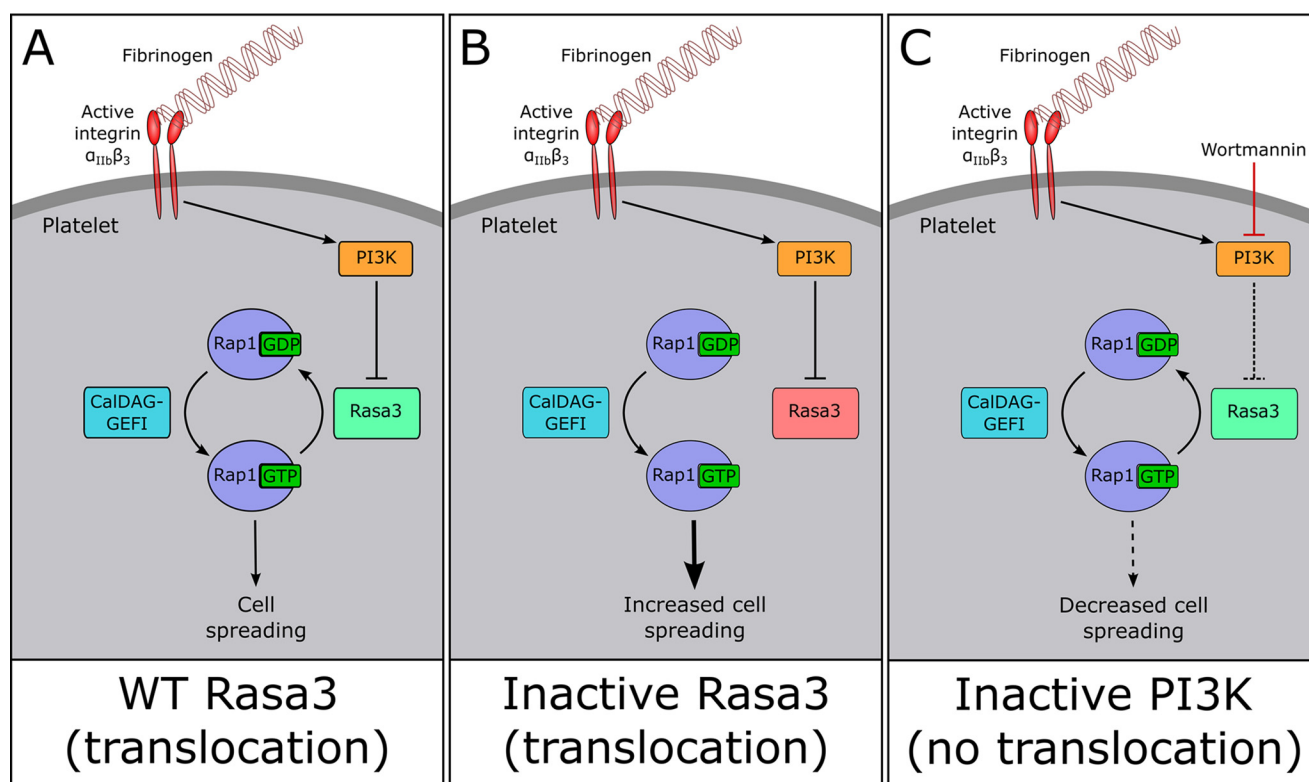 A
Fibrinogen
Active
integrin
αIIbβ3
Platelet
PI3K
Rap1 GDP
CalDAG-
GEFI
Rasa3
Rap1 GTP
Cell
spreading
WT Rasa3
(translocation)
B
Fibrinogen
Active
integrin
αIIbβ3
Platelet
PI3K
Rap1 GDP
CalDAG-
GEFI
Rasa3
Rap1 GTP
Increased cell
spreading
Inactive Rasa3
(translocation)
C
Fibrinogen
Active
integrin
αIIbβ3
Wortmannin
Platelet
PI3K
Rap1 GDP
CalDAG-
GEFI
Rasa3
Rap1 GTP
Decreased cell
spreading
Inactive PI3K
(no translocation)